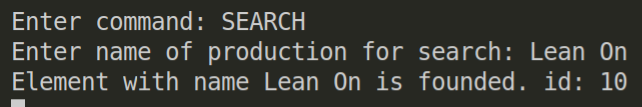 Enter command: SEARCH
Enter name of production for search: Lean On
Element with name Lean On is founded. id: 10